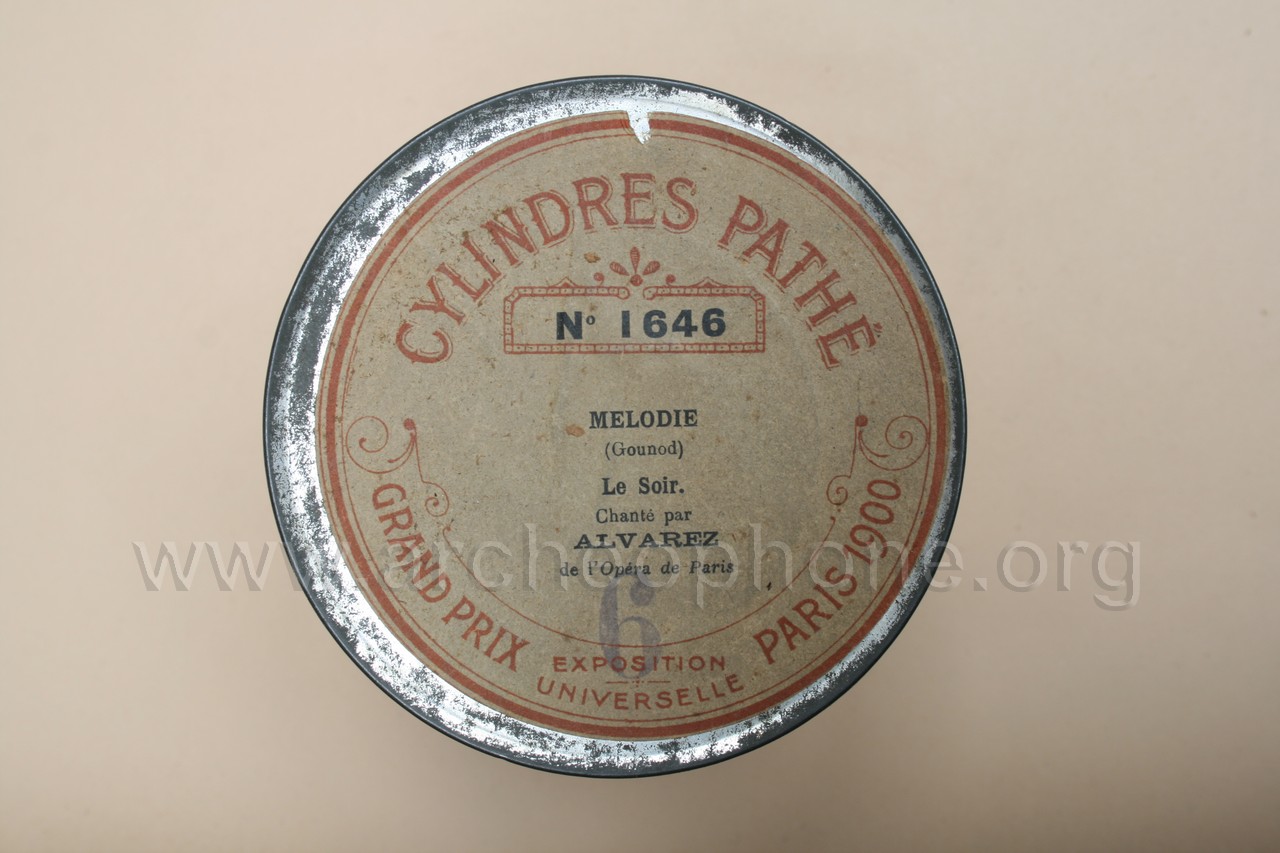 CYLINDRES PATHÉ
Nº 1646
MELODIE
(Gounod)
Le Soir.
Chanté par
ALVAREZ
de l'Opéra de Paris
6
GRAND PRIX
EXPOSITION
UNIVERSELLE
PARIS 1900
www.archeophone.org